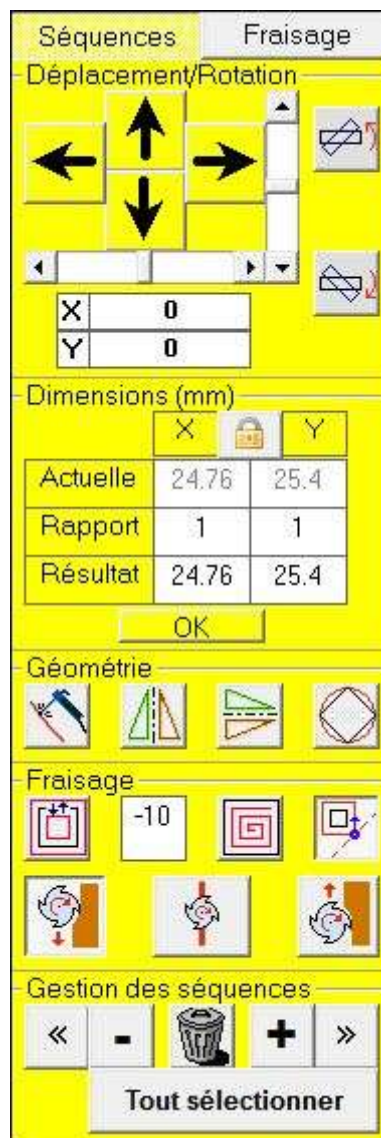 Séquences Fraisage
Déplacement/Rotation
X 0
Y 0
Dimensions (mm)
X Y
Actuelle 24.76 25.4
Rapport 1 1
Résultat 24.76 25.4
OK
Géométrie
Fraisage
-10
Gestion des séquences
« - + »
Tout sélectionner